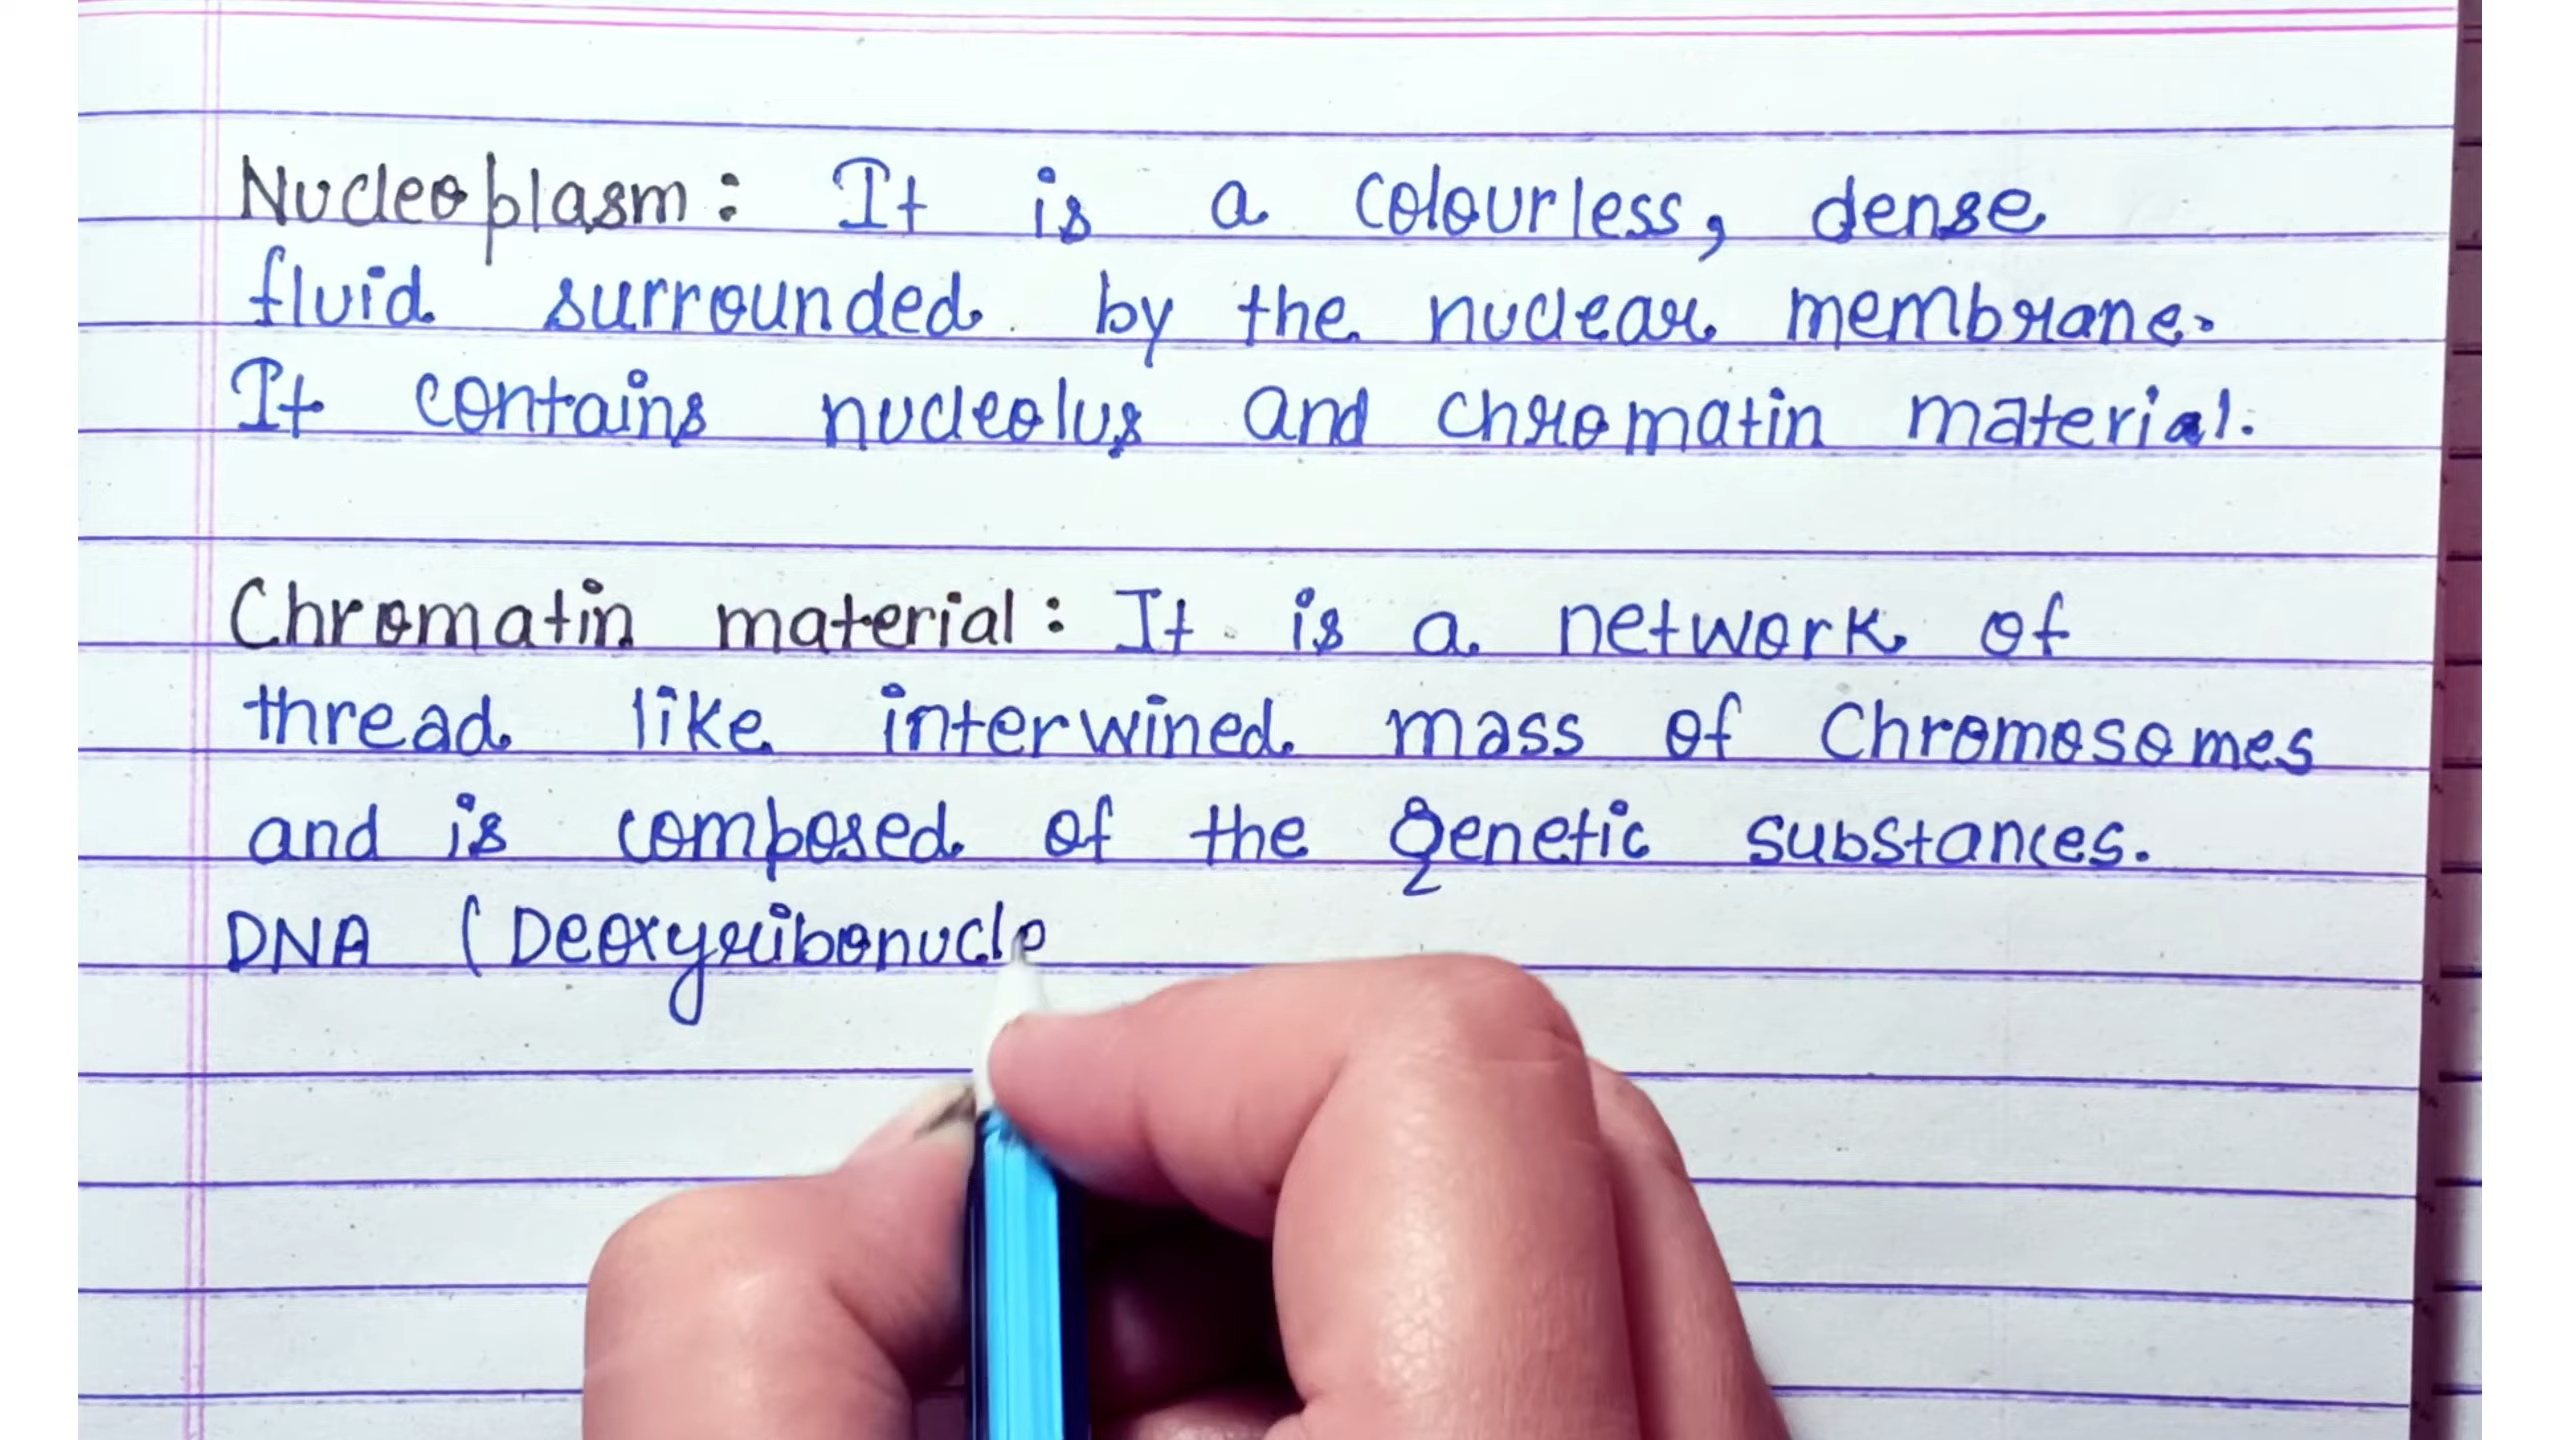 Nucleoplasm: It is a colourless, dense
fluid surrounded by the nuclear membrane.
It contains nucleolus and chromatin material.
Chromatin material: It is a network of
thread like interwined mass of Chromosomes
and is composed of the genetic substances.
DNA (Deoxyribonucle